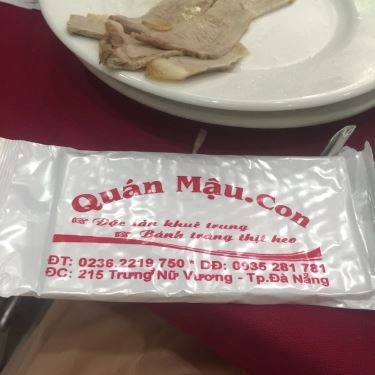 Quán Mậu.Con
Đặc sản khuê trung
Bánh tráng thịt heo
ĐT: 0236.2219 750 * DĐ: 0935 281 781
ĐC: 215 Trưng Nữ Vương - Tp.Đà Nẵng